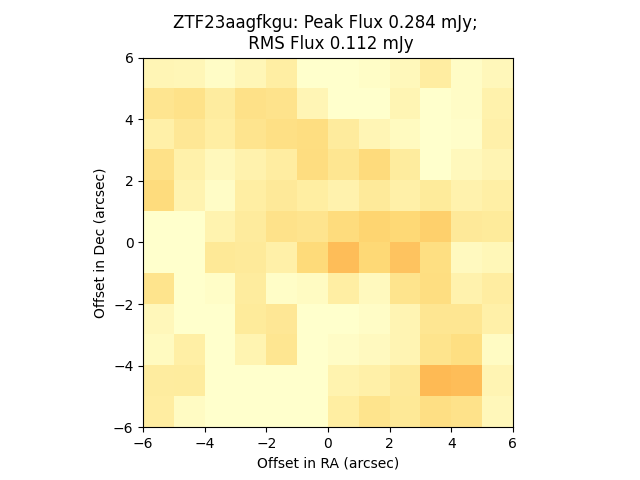 ZTF23aagfkgu: Peak Flux 0.284 mJy;
RMS Flux 0.112 mJy
6
4
2
0
−2
−4
−6
Offset in Dec (arcsec)
−6 −4 −2 0 2 4 6
Offset in RA (arcsec)